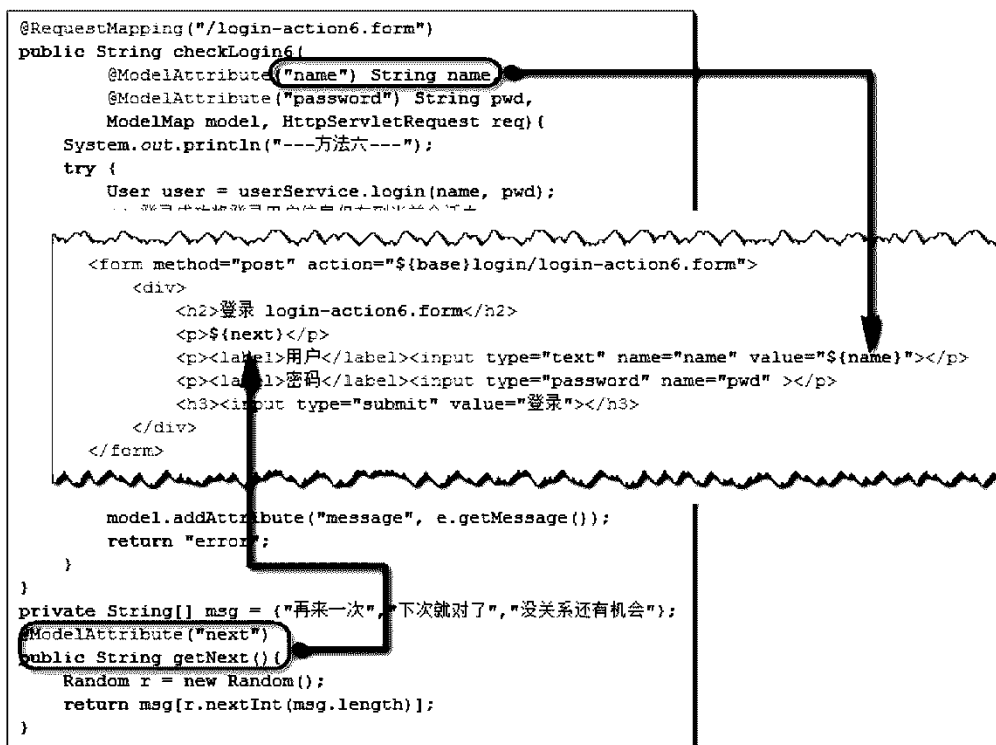 @RequestMapping("/login-action6.form")
public String checkLogin6(
@ModelAttribute("name") String name
@ModelAttribute("password") String pwd,
ModelMap model, HttpServletRequest req){
System.out.println("---方法六---");
try {
User user = userService.login(name, pwd);
<form method="post" action="${base}login/login-action6.form">
<div>
<h2>登录 login-action6.form</h2>
<p>${next}</p>
<p><label>用户</label><input type="text" name="name" value="${name}"></p>
<p><label>密码</label><input type="password" name="pwd" ></p>
<h3><input type="submit" value="登录"></h3>
</div>
</form>
model.addAttribute("message", e.getMessage());
return "error";
}
}
private String[] msg = {"再来一次","下次就对了","没关系还有机会"};
@ModelAttribute("next")
public String getNext(){
Random r = new Random();
return msg[r.nextInt(msg.length)];
}